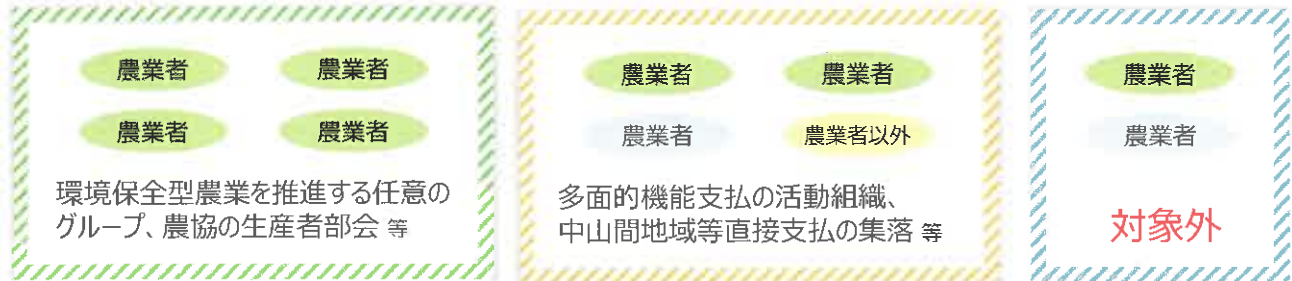 農業者 農業者
農業者 農業者
環境保全型農業を推進する任意の
グループ、農協の生産者部会 等
農業者 農業者
農業者 農業者以外
多面的機能支払の活動組織、
中山間地域等直接支払の集落 等
農業者
農業者
対象外